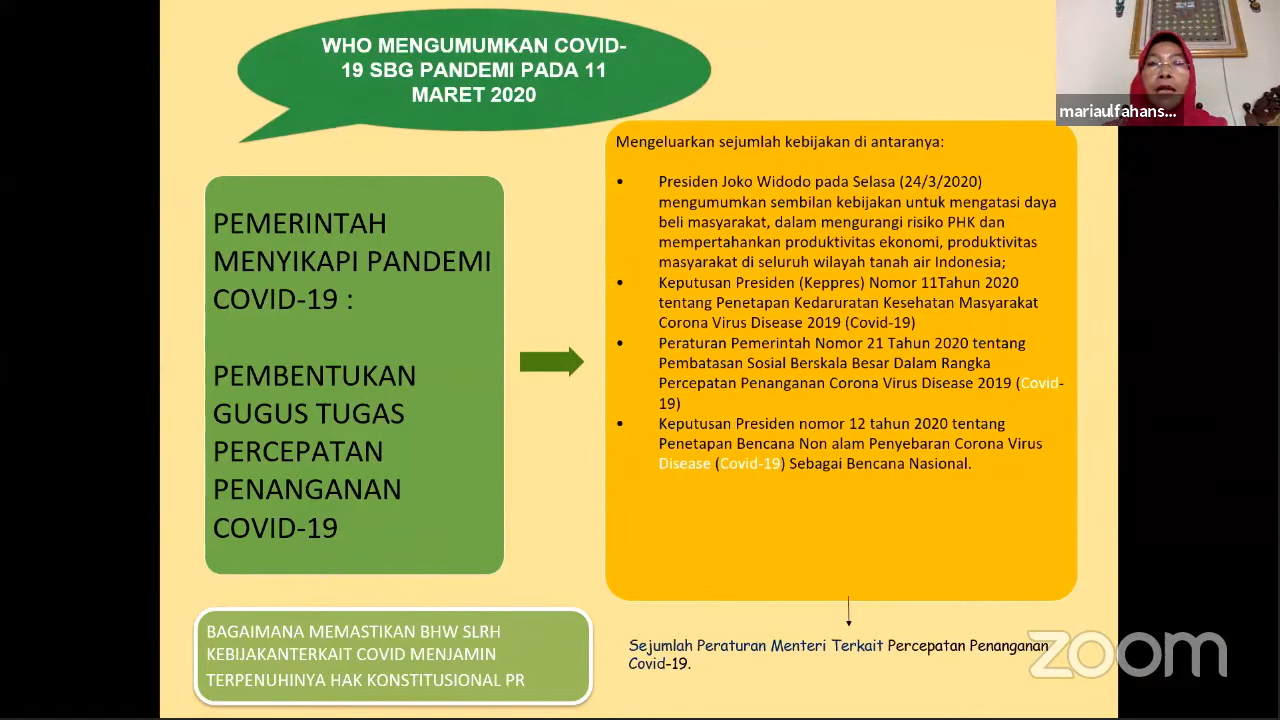 WHO MENGUMUMKAN COVID-
19 SBG PANDEMI PADA 11
MARET 2020
mariaulfahans...
PEMERINTAH
MENYIKAPI PANDEMI
COVID-19 :
PEMBENTUKAN
GUGUS TUGAS
PERCEPATAN
PENANGANAN
COVID-19
Mengeluarkan sejumlah kebijakan di antaranya:
• Presiden Joko Widodo pada Selasa (24/3/2020)
mengumumkan sembilan kebijakan untuk mengatasi daya
beli masyarakat, dalam mengurangi risiko PHK dan
mempertahankan produktivitas ekonomi, produktivitas
masyarakat di seluruh wilayah tanah air Indonesia;
• Keputusan Presiden (Keppres) Nomor 11Tahun 2020
tentang Penetapan Kedaruratan Kesehatan Masyarakat
Corona Virus Disease 2019 (Covid-19)
• Peraturan Pemerintah Nomor 21 Tahun 2020 tentang
Pembatasan Sosial Berskala Besar Dalam Rangka
Percepatan Penanganan Corona Virus Disease 2019 (Covid-
19)
• Keputusan Presiden nomor 12 tahun 2020 tentang
Penetapan Bencana Non alam Penyebaran Corona Virus
Disease (Covid-19) Sebagai Bencana Nasional.
BAGAIMANA MEMASTIKAN BHW SLRH
KEBIJAKANTERKAIT COVID MENJAMIN
TERPENUHINYA HAK KONSTITUSIONAL PR
Sejumlah Peraturan Menteri Terkait Percepatan Penanganan
Covid-19.
zoom